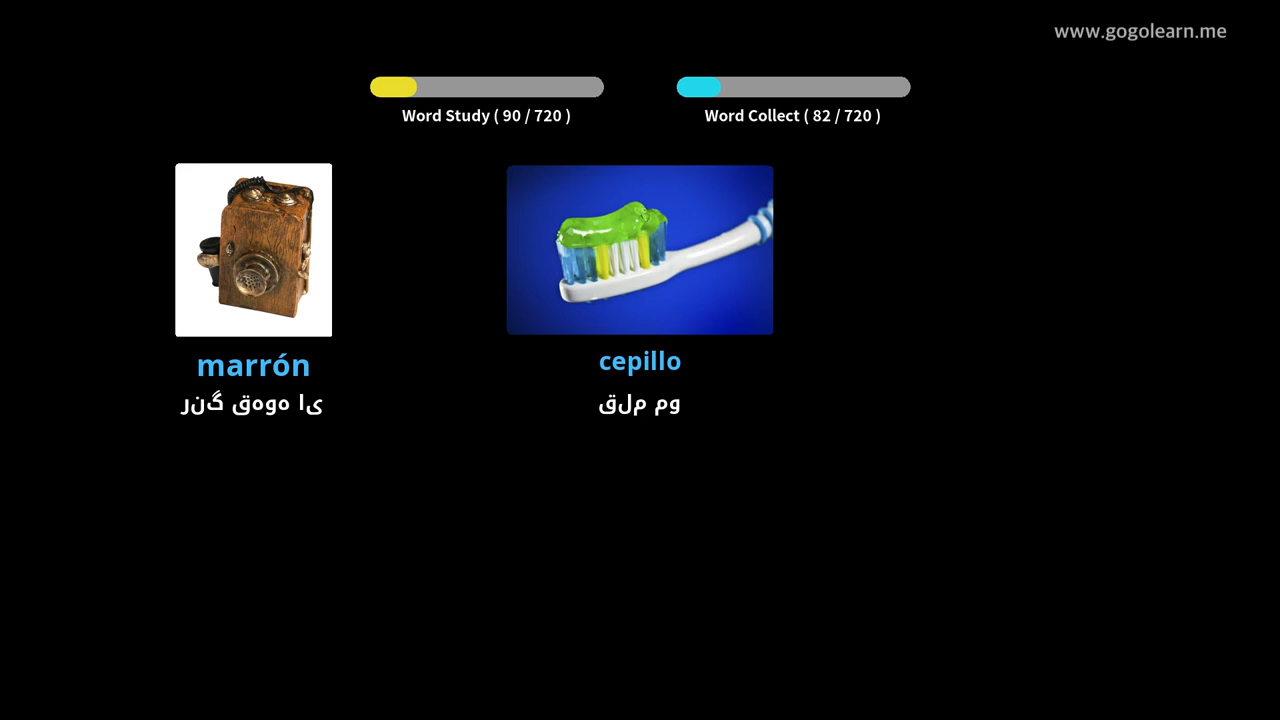 www.gogolearn.me
Word Study ( 90 / 720 )
Word Collect ( 82 / 720 )
marrón
رنگ قهوه ای
cepillo
قلم مو